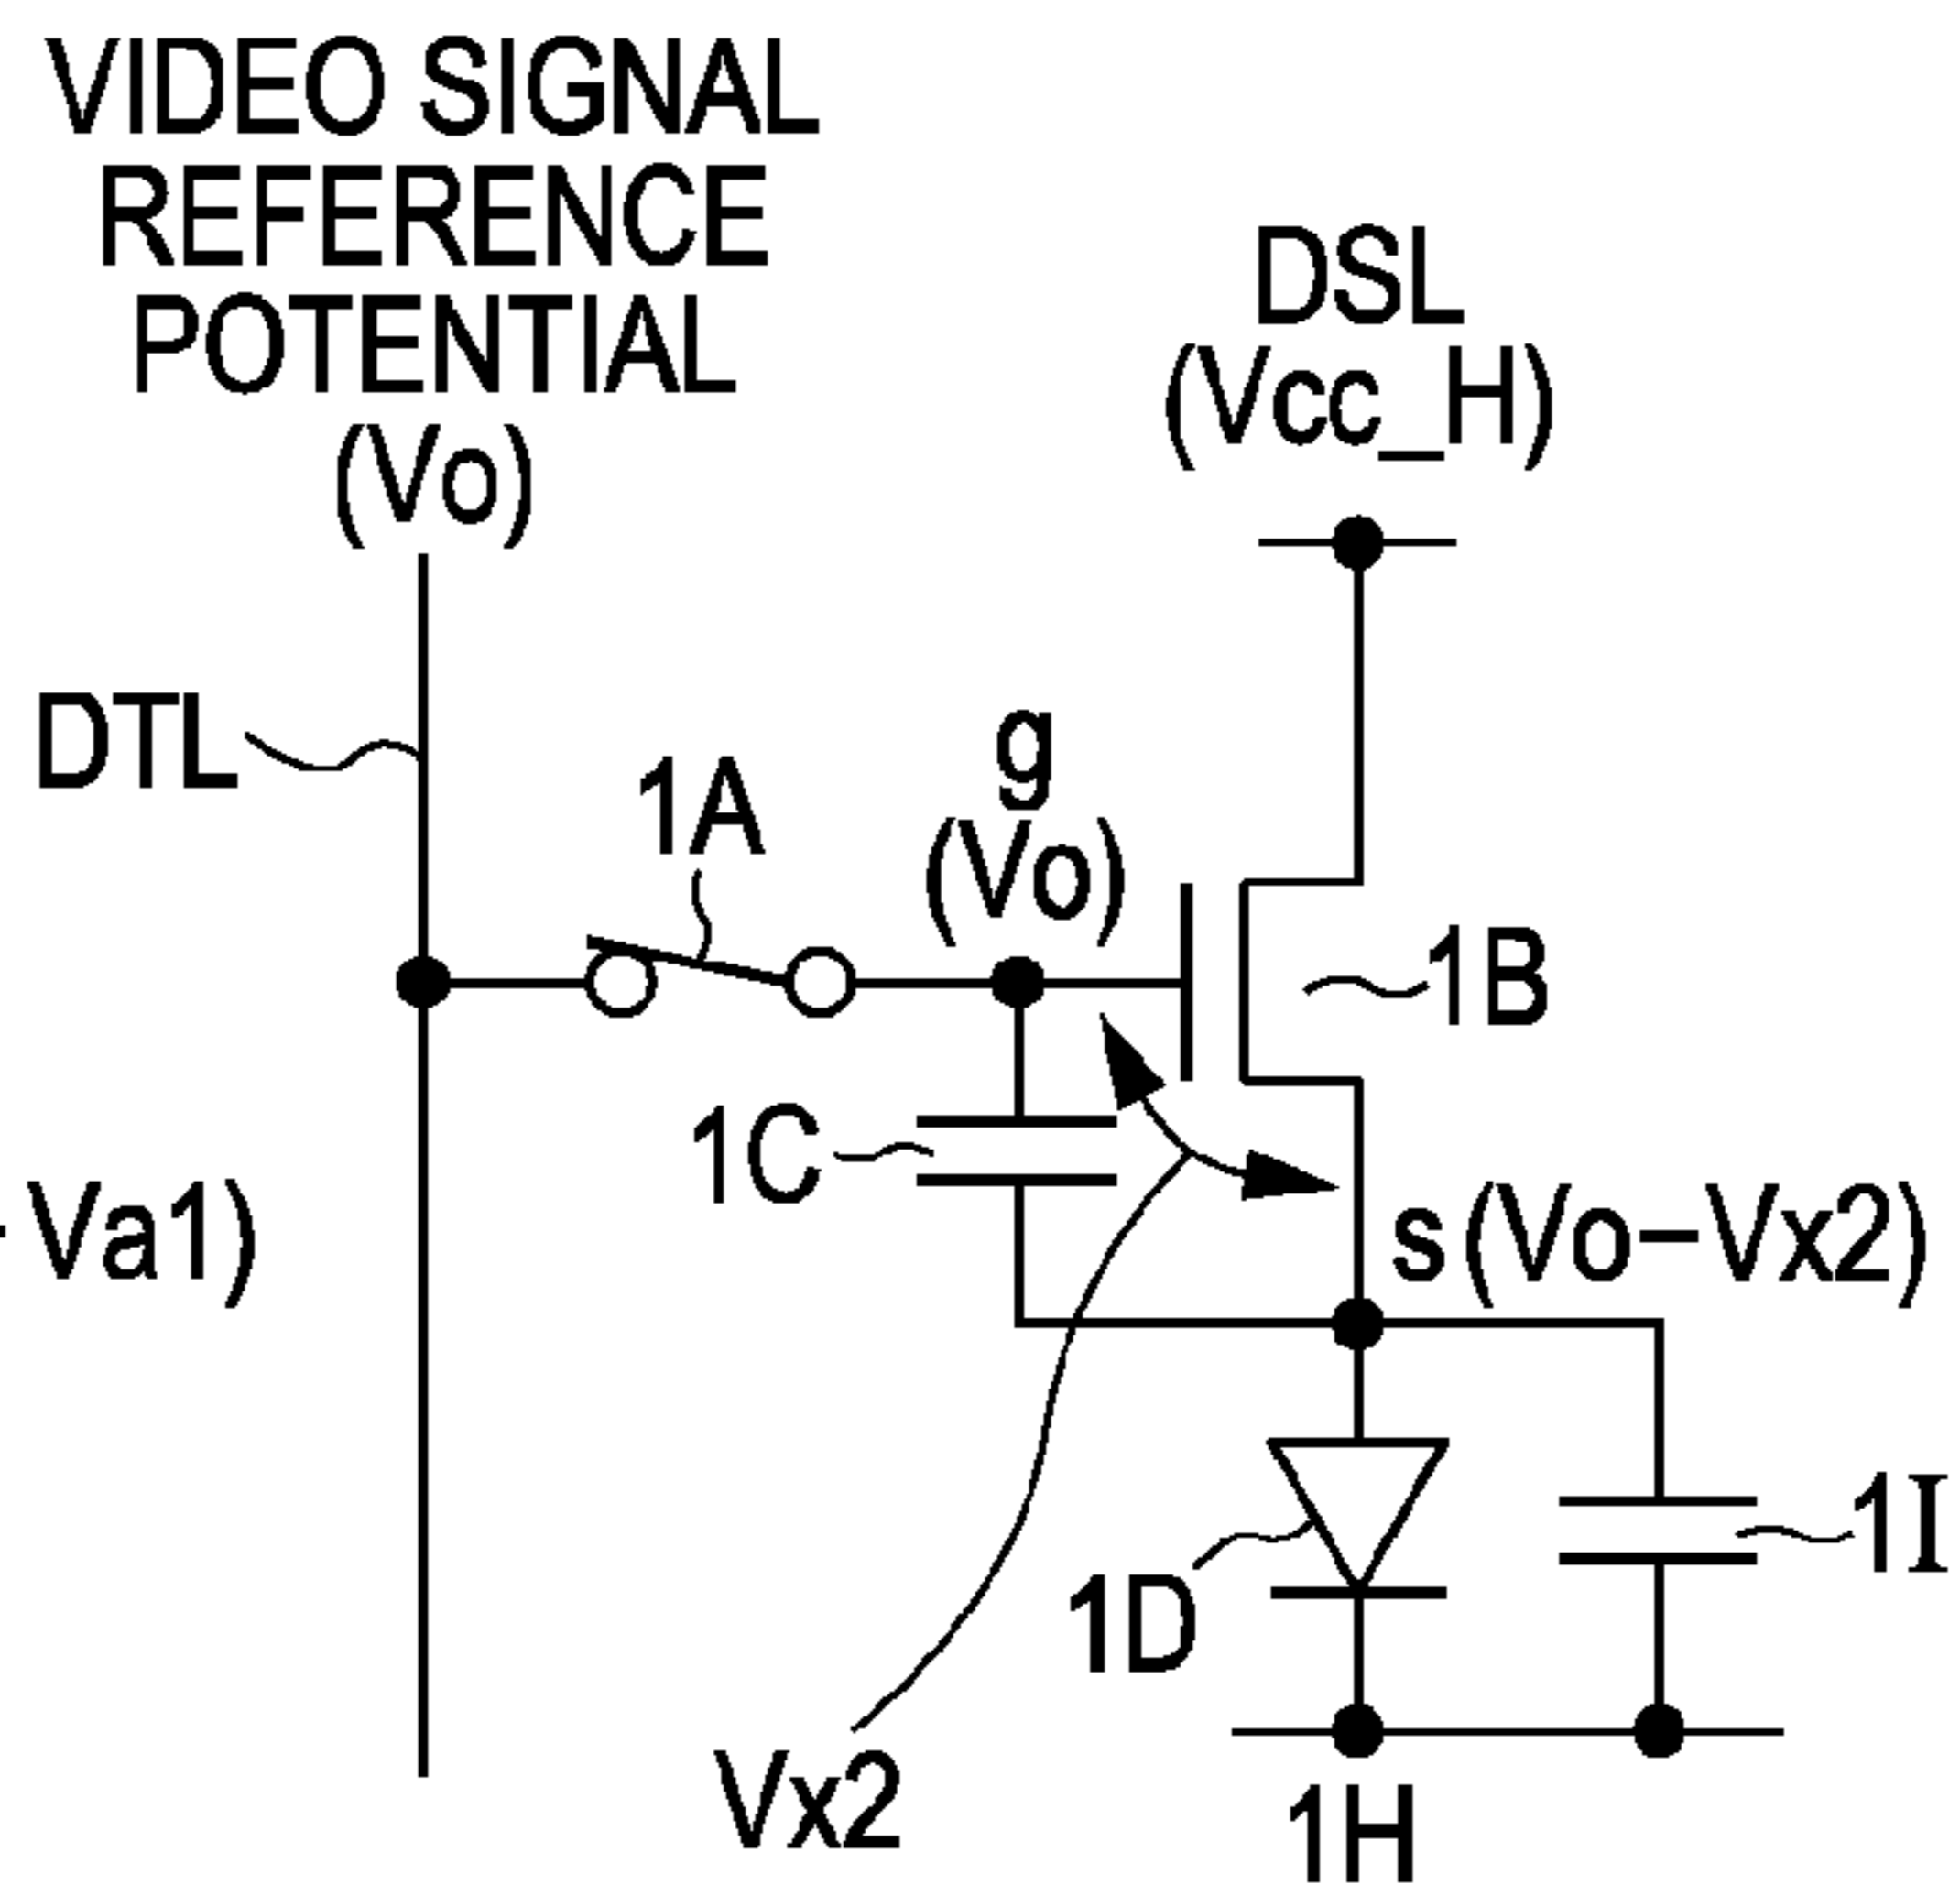 VIDEO SIGNAL
REFERENCE
POTENTIAL
(Vo)
DSL
(Vcc_H)
DTL
1A
g
(Vo)
1B
1C
-Va1)
s(Vo-Vx2)
1D
1I
Vx2
1H